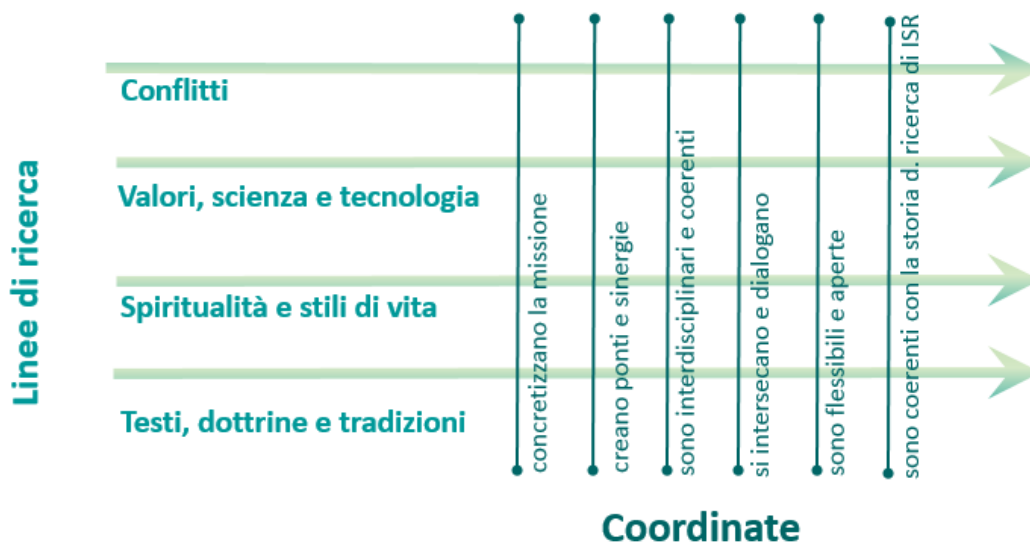 Linee di ricerca
Conflitti
Valori, scienza e tecnologia
Spiritualità e stili di vita
Testi, dottrine e tradizioni
concretizzano la missione
creano ponti e sinergie
sono interdisciplinari e coerenti
si intersecano e dialogano
sono flessibili e aperte
sono coerenti con la storia d. ricerca di ISR
Coordinate